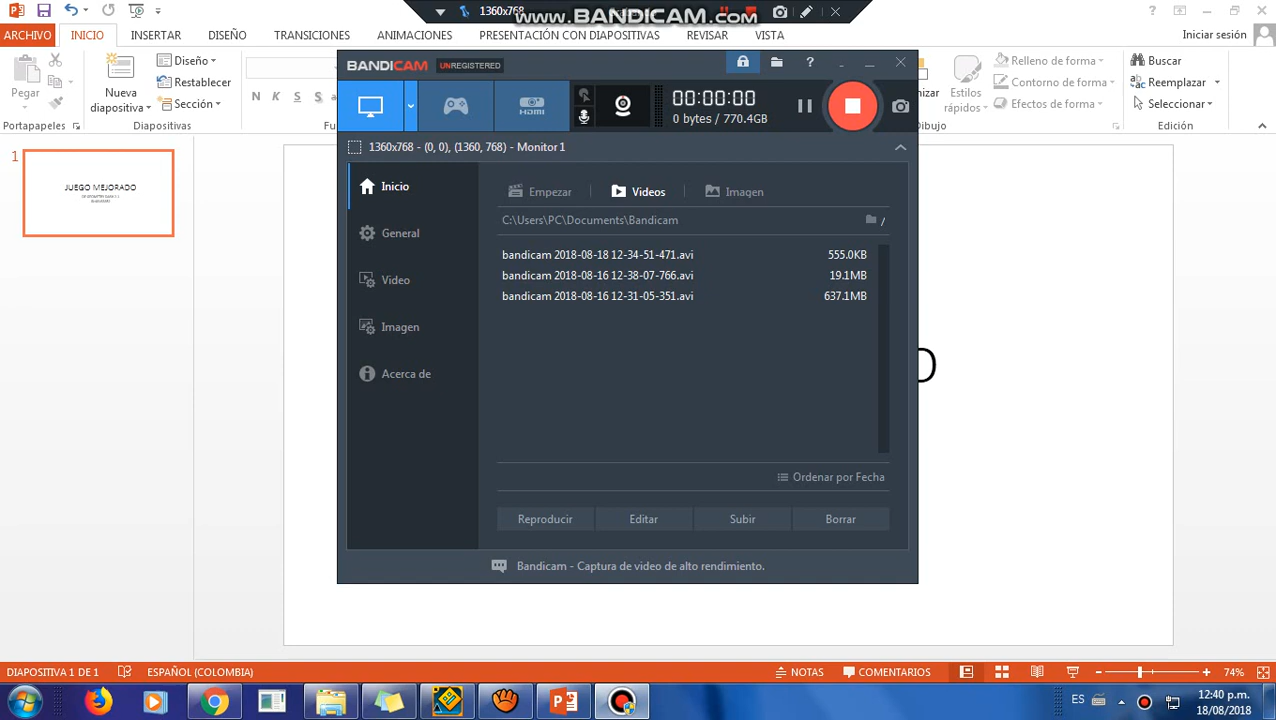 1360x768
www.BANDICAM.com
Iniciar sesión
ARCHIVO INICIO INSERTAR DISEÑO TRANSICIONES ANIMACIONES PRESENTACIÓN CON DIAPOSITIVAS REVISAR VISTA
Pegar
Nueva diapositiva
Diseño
Restablecer
Sección
N K S
Estilos rápidos
Relleno de forma
Contorno de forma
Efectos de forma
Buscar
Reemplazar
Seleccionar
Portapapeles Diapositivas Dibujo Edición
1
JUEGO MEJORADO
BANDICAM UNREGISTERED
HDMI
00:00:00
0 bytes / 770.4GB
1360x768 - (0, 0), (1360, 768) - Monitor 1
Inicio
General
Video
Imagen
Acerca de
Empezar Videos Imagen
C:\Users\PC\Documents\Bandicam
bandicam 2018-08-18 12-34-51-471.avi 555.0KB
bandicam 2018-08-16 12-38-07-766.avi 19.1MB
bandicam 2018-08-16 12-31-05-351.avi 637.1MB
Ordenar por Fecha
Reproducir Editar Subir Borrar
Bandicam - Captura de video de alto rendimiento.
O
DIAPOSITIVA 1 DE 1 ESPAÑOL (COLOMBIA) NOTAS COMENTARIOS 74%
ES
12:40 p.m.
18/08/2018